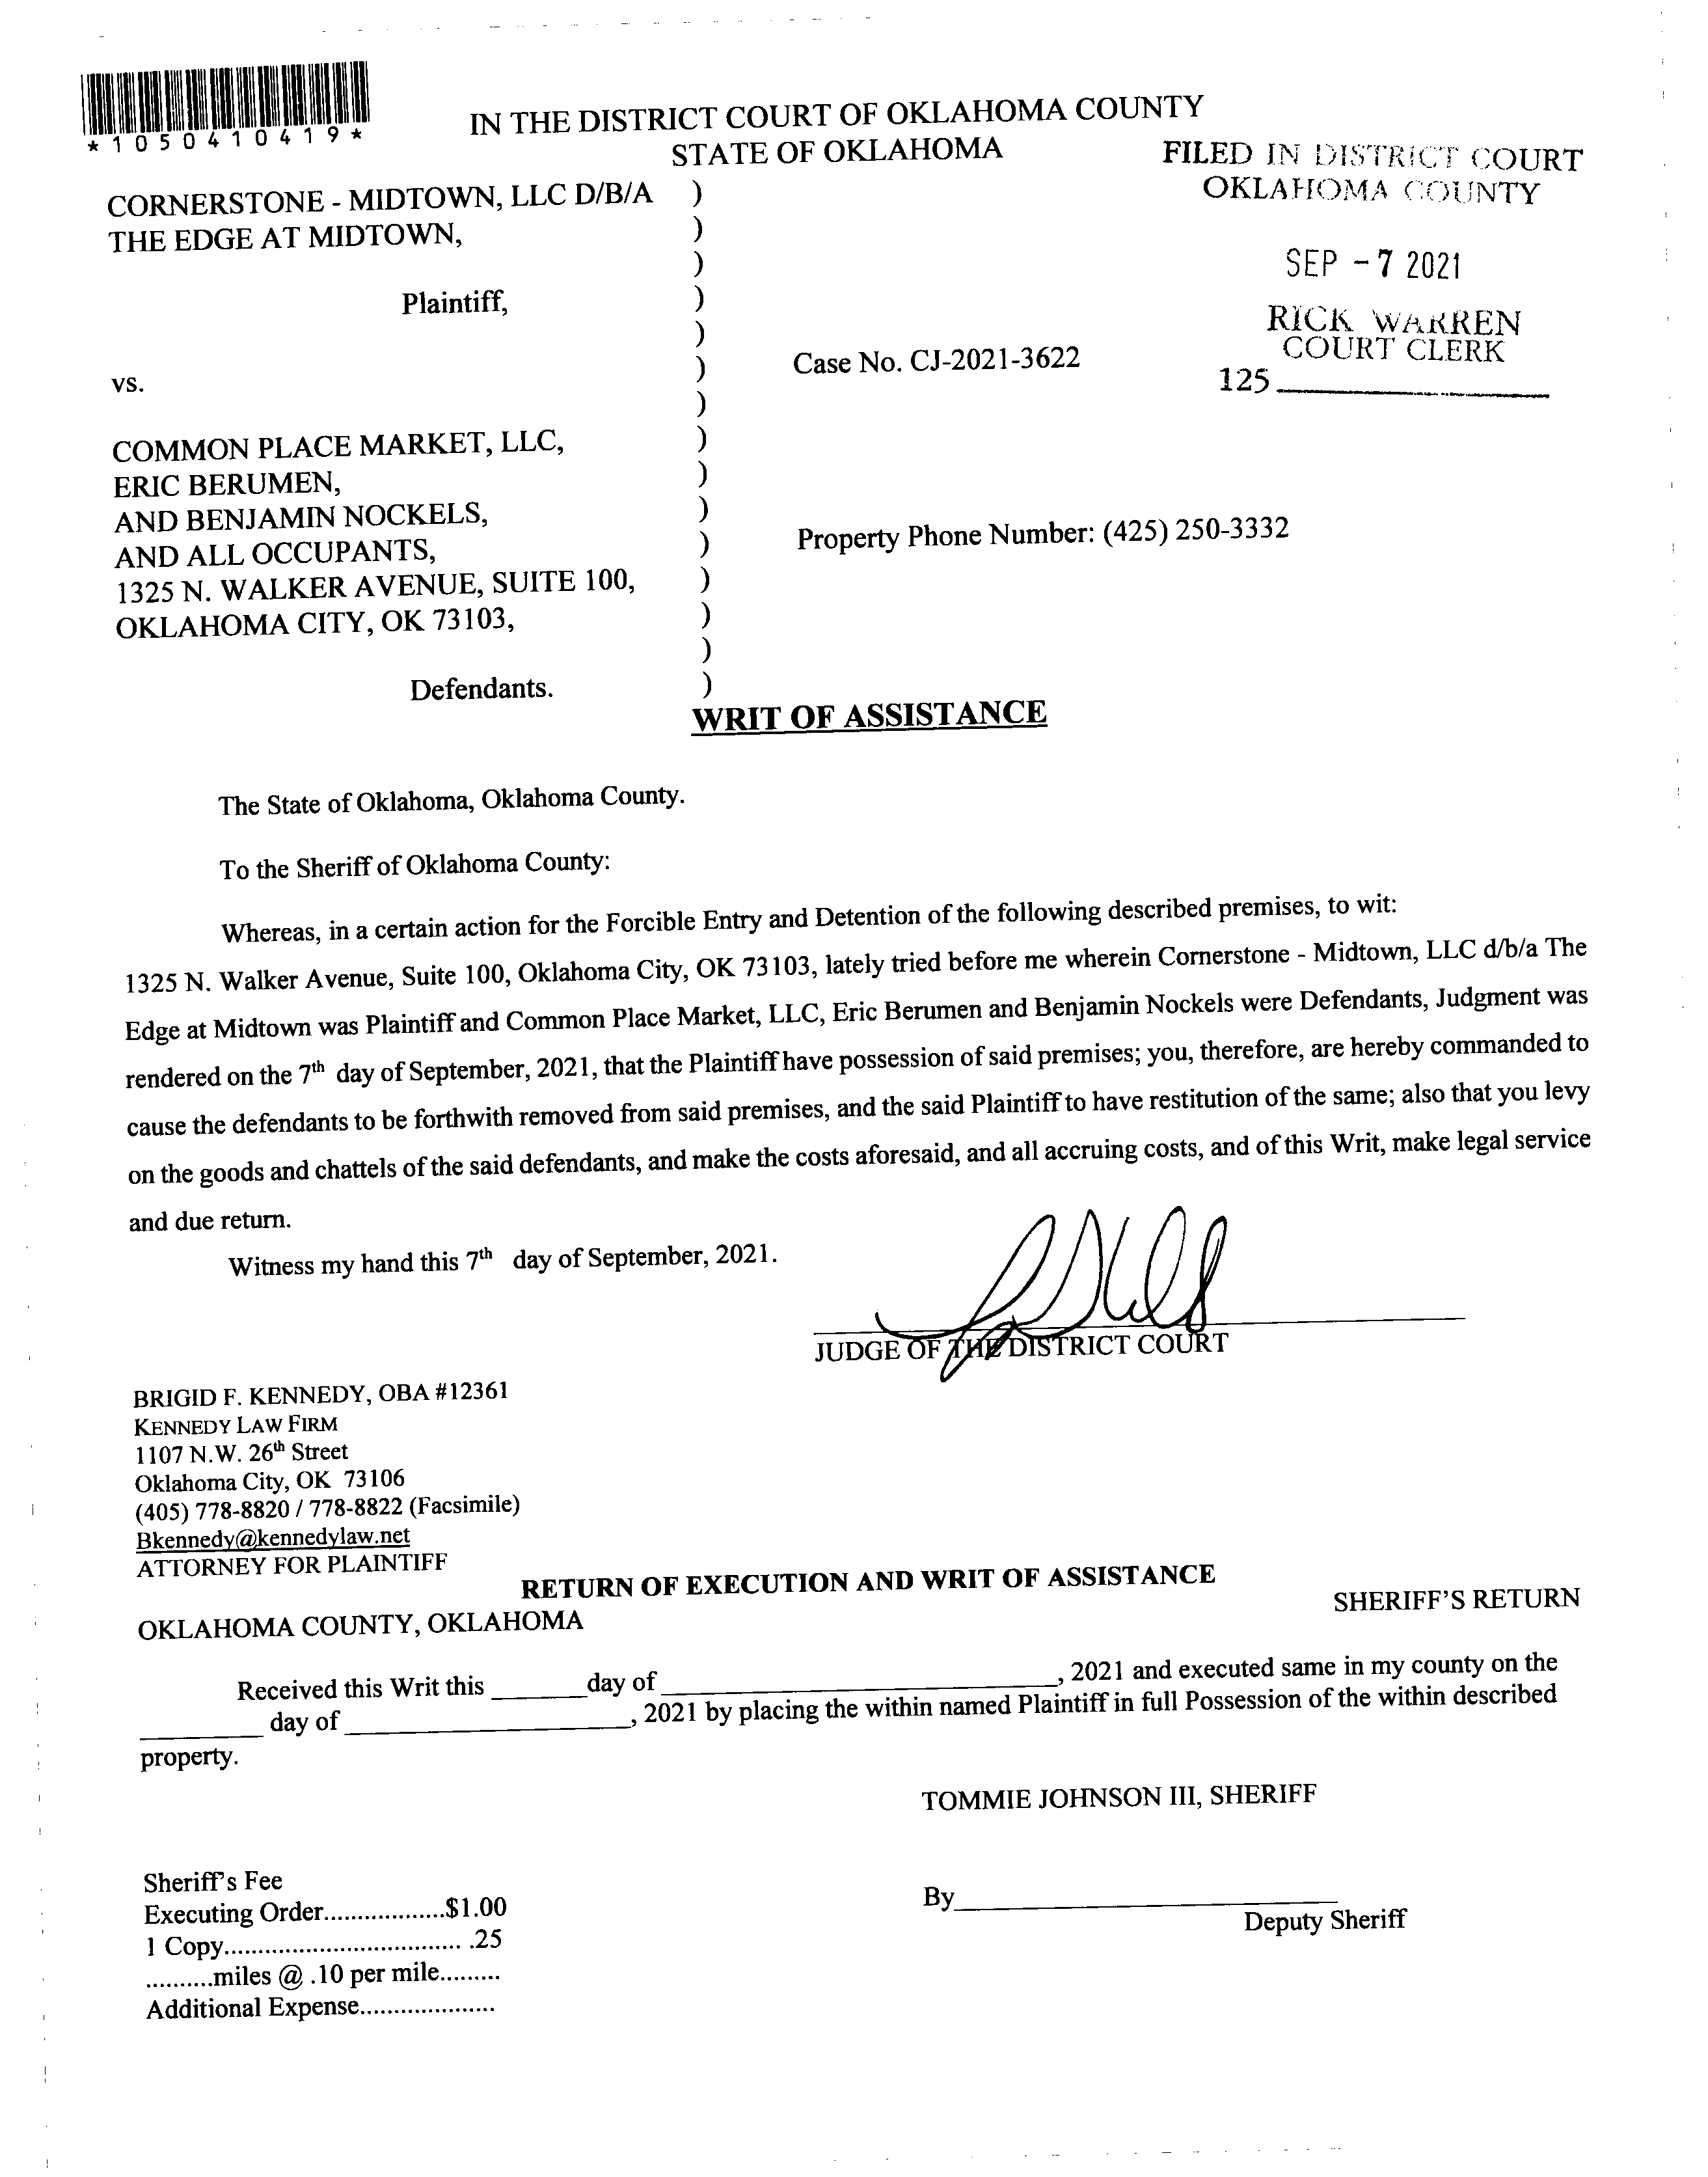 *1050410419*
IN THE DISTRICT COURT OF OKLAHOMA COUNTY
STATE OF OKLAHOMA
FILED IN DISTRICT COURT
OKLAHOMA COUNTY
SEP - 7 2021
RICK WARREN
COURT CLERK
125
CORNERSTONE - MIDTOWN, LLC D/B/A )
THE EDGE AT MIDTOWN, )
)
Plaintiff, )
)
) Case No. CJ-2021-3622
vs.
)
COMMON PLACE MARKET, LLC, )
ERIC BERUMEN, )
AND BENJAMIN NOCKELS, )
AND ALL OCCUPANTS, ) Property Phone Number: (425) 250-3332
1325 N. WALKER AVENUE, SUITE 100, )
OKLAHOMA CITY, OK 73103, )
)
Defendants. )
WRIT OF ASSISTANCE
The State of Oklahoma, Oklahoma County.
To the Sheriff of Oklahoma County:
Whereas, in a certain action for the Forcible Entry and Detention of the following described premises, to wit:
1325 N. Walker Avenue, Suite 100, Oklahoma City, OK 73103, lately tried before me wherein Cornerstone - Midtown, LLC d/b/a The
Edge at Midtown was Plaintiff and Common Place Market, LLC, Eric Berumen and Benjamin Nockels were Defendants, Judgment was
rendered on the 7th day of September, 2021, that the Plaintiff have possession of said premises; you, therefore, are hereby commanded to
cause the defendants to be forthwith removed from said premises, and the said Plaintiff to have restitution of the same; also that you levy
on the goods and chattels of the said defendants, and make the costs aforesaid, and all accruing costs, and of this Writ, make legal service
and due return.
Witness my hand this 7th day of September, 2021.
JUDGE OF THE DISTRICT COURT
BRIGID F. KENNEDY, OBA #12361
KENNEDY LAW FIRM
1107 N.W. 26th Street
Oklahoma City, OK 73106
(405) 778-8820 / 778-8822 (Facsimile)
Bkennedy@kennedylaw.net
ATTORNEY FOR PLAINTIFF
RETURN OF EXECUTION AND WRIT OF ASSISTANCE
OKLAHOMA COUNTY, OKLAHOMA SHERIFF'S RETURN
Received this Writ this _______day of ______________________________, 2021 and executed same in my county on the
_________ day of _____________________, 2021 by placing the within named Plaintiff in full Possession of the within described
property.
TOMMIE JOHNSON III, SHERIFF
Sheriff's Fee
Executing Order..................$1.00
By____________________________
1 Copy................................... .25
Deputy Sheriff
..........miles @ .10 per mile.........
Additional Expense....................